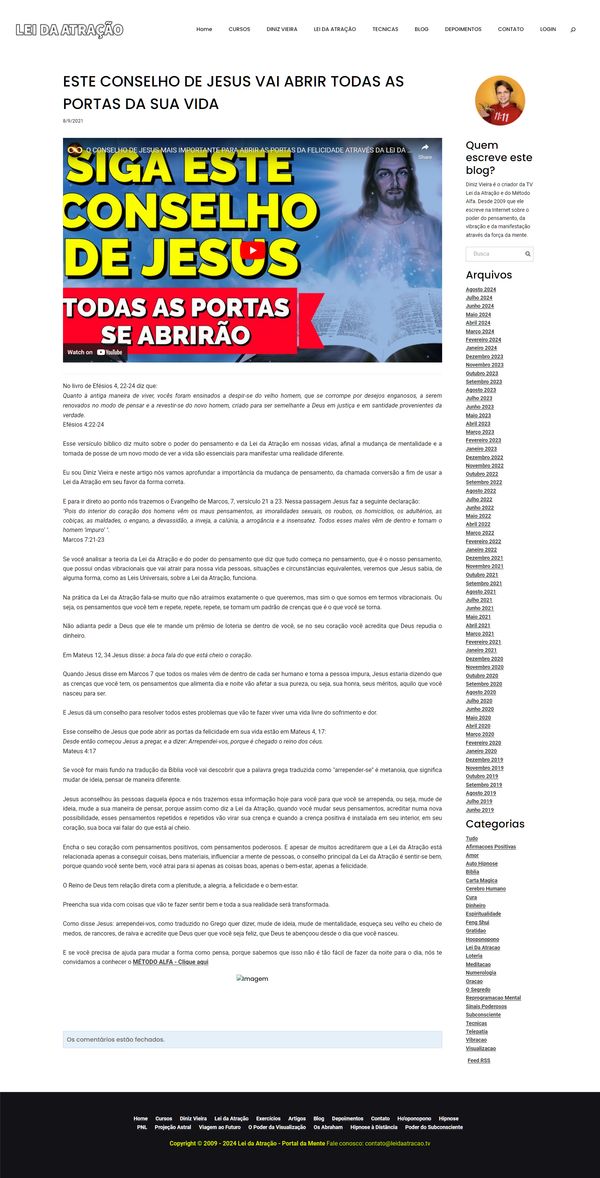 LEI DA ATRAÇÃO
Home CURSOS DINIZ VIEIRA LEI DA ATRAÇÃO TECNICAS BLOG DEPOIMENTOS CONTATO LOGIN
ESTE CONSELHO DE JESUS VAI ABRIR TODAS AS
PORTAS DA SUA VIDA
8/9/2021
O CONSELHO DE JESUS MAIS IMPORTANTE PARA ABRIR AS PORTAS DA FELICIDADE ATRAVÉS DA LEI DA ...
Share
SIGA ESTE
CONSELHO
DE JESUS
TODAS AS PORTAS
SE ABRIRÃO
Watch on YouTube
No livro de Efésios 4, 22-24 diz que:
Quanto à antiga maneira de viver, vocês foram ensinados a despir-se do velho homem, que se corrompe por desejos enganosos, a serem
renovados no modo de pensar e a revestir-se do novo homem, criado para ser semelhante a Deus em justiça e em santidade provenientes da
verdade.
Efésios 4:22-24
Esse versículo bíblico diz muito sobre o poder do pensamento e da Lei da Atração em nossas vidas, afinal a mudança de mentalidade e a
tomada de posse de um novo modo de ver a vida são essenciais para manifestar uma realidade diferente.
Eu sou Diniz Vieira e neste artigo nós vamos aprofundar a importância da mudança de pensamento, da chamada conversão a fim de usar a
Lei da Atração em seu favor da forma correta.
E para ir direto ao ponto nós trazemos o Evangelho de Marcos, 7, versículo 21 a 23. Nessa passagem Jesus faz a seguinte declaração:
"Pois do interior do coração dos homens vêm os maus pensamentos, as imoralidades sexuais, os roubos, os homicídios, os adultérios, as
cobiças, as maldades, o engano, a devassidão, a inveja, a calúnia, a arrogância e a insensatez. Todos esses males vêm de dentro e tornam o
homem 'impuro' '.
Marcos 7:21-23
Se você analisar a teoria da Lei da Atração e do poder do pensamento que diz que tudo começa no pensamento, que é o nosso pensamento,
que possui ondas vibracionais que vai atrair para nossa vida pessoas, situações e circunstâncias equivalentes, veremos que Jesus sabia, de
alguma forma, como as Leis Universais, sobre a Lei da Atração, funciona.
Na prática da Lei da Atração fala-se muito que não atraímos exatamente o que queremos, mas sim o que somos em termos vibracionais. Ou
seja, os pensamentos que você tem e repete, repete, repete, se tornam um padrão de crenças que é o que você se torna.
Não adianta pedir a Deus que ele te mande um prêmio de loteria se dentro de você, se no seu coração você acredita que Deus repudia o
dinheiro.
Em Mateus 12, 34 Jesus disse: a boca fala do que está cheio o coração.
Quando Jesus disse em Marcos 7 que todos os males vêm de dentro de cada ser humano e torna a pessoa impura, Jesus estaria dizendo que
as crenças que você tem, os pensamentos que alimenta dia e noite vão afetar a sua pureza, ou seja, sua honra, seus méritos, aquilo que você
nasceu para ser.
E Jesus dá um conselho para resolver todos estes problemas que vão te fazer viver uma vida livre do sofrimento e dor.
Esse conselho de Jesus que pode abrir as portas da felicidade em sua vida estão em Mateus 4, 17:
Desde então começou Jesus a pregar, e a dizer: Arrependei-vos, porque é chegado o reino dos céus.
Mateus 4:17
Se você for mais fundo na tradução da Bíblia você vai descobrir que a palavra grega traduzida como "arrepender-se" é metanoia, que significa
mudar de ideia, pensar de maneira diferente.
Jesus aconselhou às pessoas daquela época e nós trazemos essa informação hoje para você para que você se arrependa, ou seja, mude de
ideia, mude a sua maneira de pensar, porque assim como diz a Lei da Atração, quando você mudar seus pensamentos, acreditar numa nova
possibilidade, esses pensamentos repetidos e repetidos vão virar sua crença e quando a crença positiva é instalada em seu interior, em seu
coração, sua boca vai falar do que está aí cheio.
Encha o seu coração com pensamentos positivos, com pensamentos poderosos. E apesar de muitos acreditarem que a Lei da Atração está
relacionada apenas a conseguir coisas, bens materiais, influenciar a mente de pessoas, o conselho principal da Lei da Atração é sentir-se bem,
porque quando você sente bem, você atrai para si apenas as coisas boas, apenas o bem-estar, apenas a felicidade.
O Reino de Deus tem relação direta com a plenitude, a alegria, a felicidade e o bem-estar.
Preencha sua vida com coisas que vão te fazer sentir bem e toda a sua realidade será transformada.
Como disse Jesus: arrependei-vos, como traduzido no Grego quer dizer, mude de ideia, mude de mentalidade, esqueça seu velho eu cheio de
medos, de rancores, de raiva e acredite que Deus quer que você seja feliz, que Deus te abençoou desde o dia que você nasceu.
E se você precisa de ajuda para mudar a forma como pensa, porque sabemos que isso não é tão fácil de fazer da noite para o dia, nós te
convidamos a conhecer o MÉTODO ALFA - Clique aqui
Imagem
Os comentários estão fechados.
11:11
Quem
escreve este
blog?
Diniz Vieira é o criador da TV
Lei da Atração e do Método
Alfa. Desde 2009 que ele
escreve na Internet sobre o
poder do pensamento, da
vibração e da manifestação
através da força da mente.
Busca
Arquivos
Agosto 2024
Julho 2024
Junho 2024
Maio 2024
Abril 2024
Março 2024
Fevereiro 2024
Janeiro 2024
Dezembro 2023
Novembro 2023
Outubro 2023
Setembro 2023
Agosto 2023
Julho 2023
Junho 2023
Maio 2023
Abril 2023
Março 2023
Fevereiro 2023
Janeiro 2023
Dezembro 2022
Novembro 2022
Outubro 2022
Setembro 2022
Agosto 2022
Julho 2022
Junho 2022
Maio 2022
Abril 2022
Março 2022
Fevereiro 2022
Janeiro 2022
Dezembro 2021
Novembro 2021
Outubro 2021
Setembro 2021
Agosto 2021
Julho 2021
Junho 2021
Maio 2021
Abril 2021
Março 2021
Fevereiro 2021
Janeiro 2021
Dezembro 2020
Novembro 2020
Outubro 2020
Setembro 2020
Agosto 2020
Julho 2020
Junho 2020
Maio 2020
Abril 2020
Março 2020
Fevereiro 2020
Janeiro 2020
Dezembro 2019
Novembro 2019
Outubro 2019
Setembro 2019
Agosto 2019
Julho 2019
Junho 2019
Categorias
Tudo
Afirmacoes Positivas
Amor
Auto Hipnose
Biblia
Carta Magica
Cerebro Humano
Cura
Dinheiro
Espiritualidade
Feng Shui
Gratidao
Hooponopono
Lei Da Atracao
Loteria
Meditacao
Numerologia
Oracao
O Segredo
Reprogramacao Mental
Sinais Poderosos
Subconsciente
Tecnicas
Telepatia
Vibracao
Visualizacao
Feed RSS
Home Cursos Diniz Vieira Lei da Atração Exercícios Artigos Blog Depoimentos Contato Ho'oponopono Hipnose
PNL Projeção Astral Viagem ao Futuro O Poder da Visualização Os Abraham Hipnose à Distância Poder do Subconsciente
Copyright © 2009 - 2024 Lei da Atração - Portal da Mente Fale conosco: contato@leidaatracao.tv